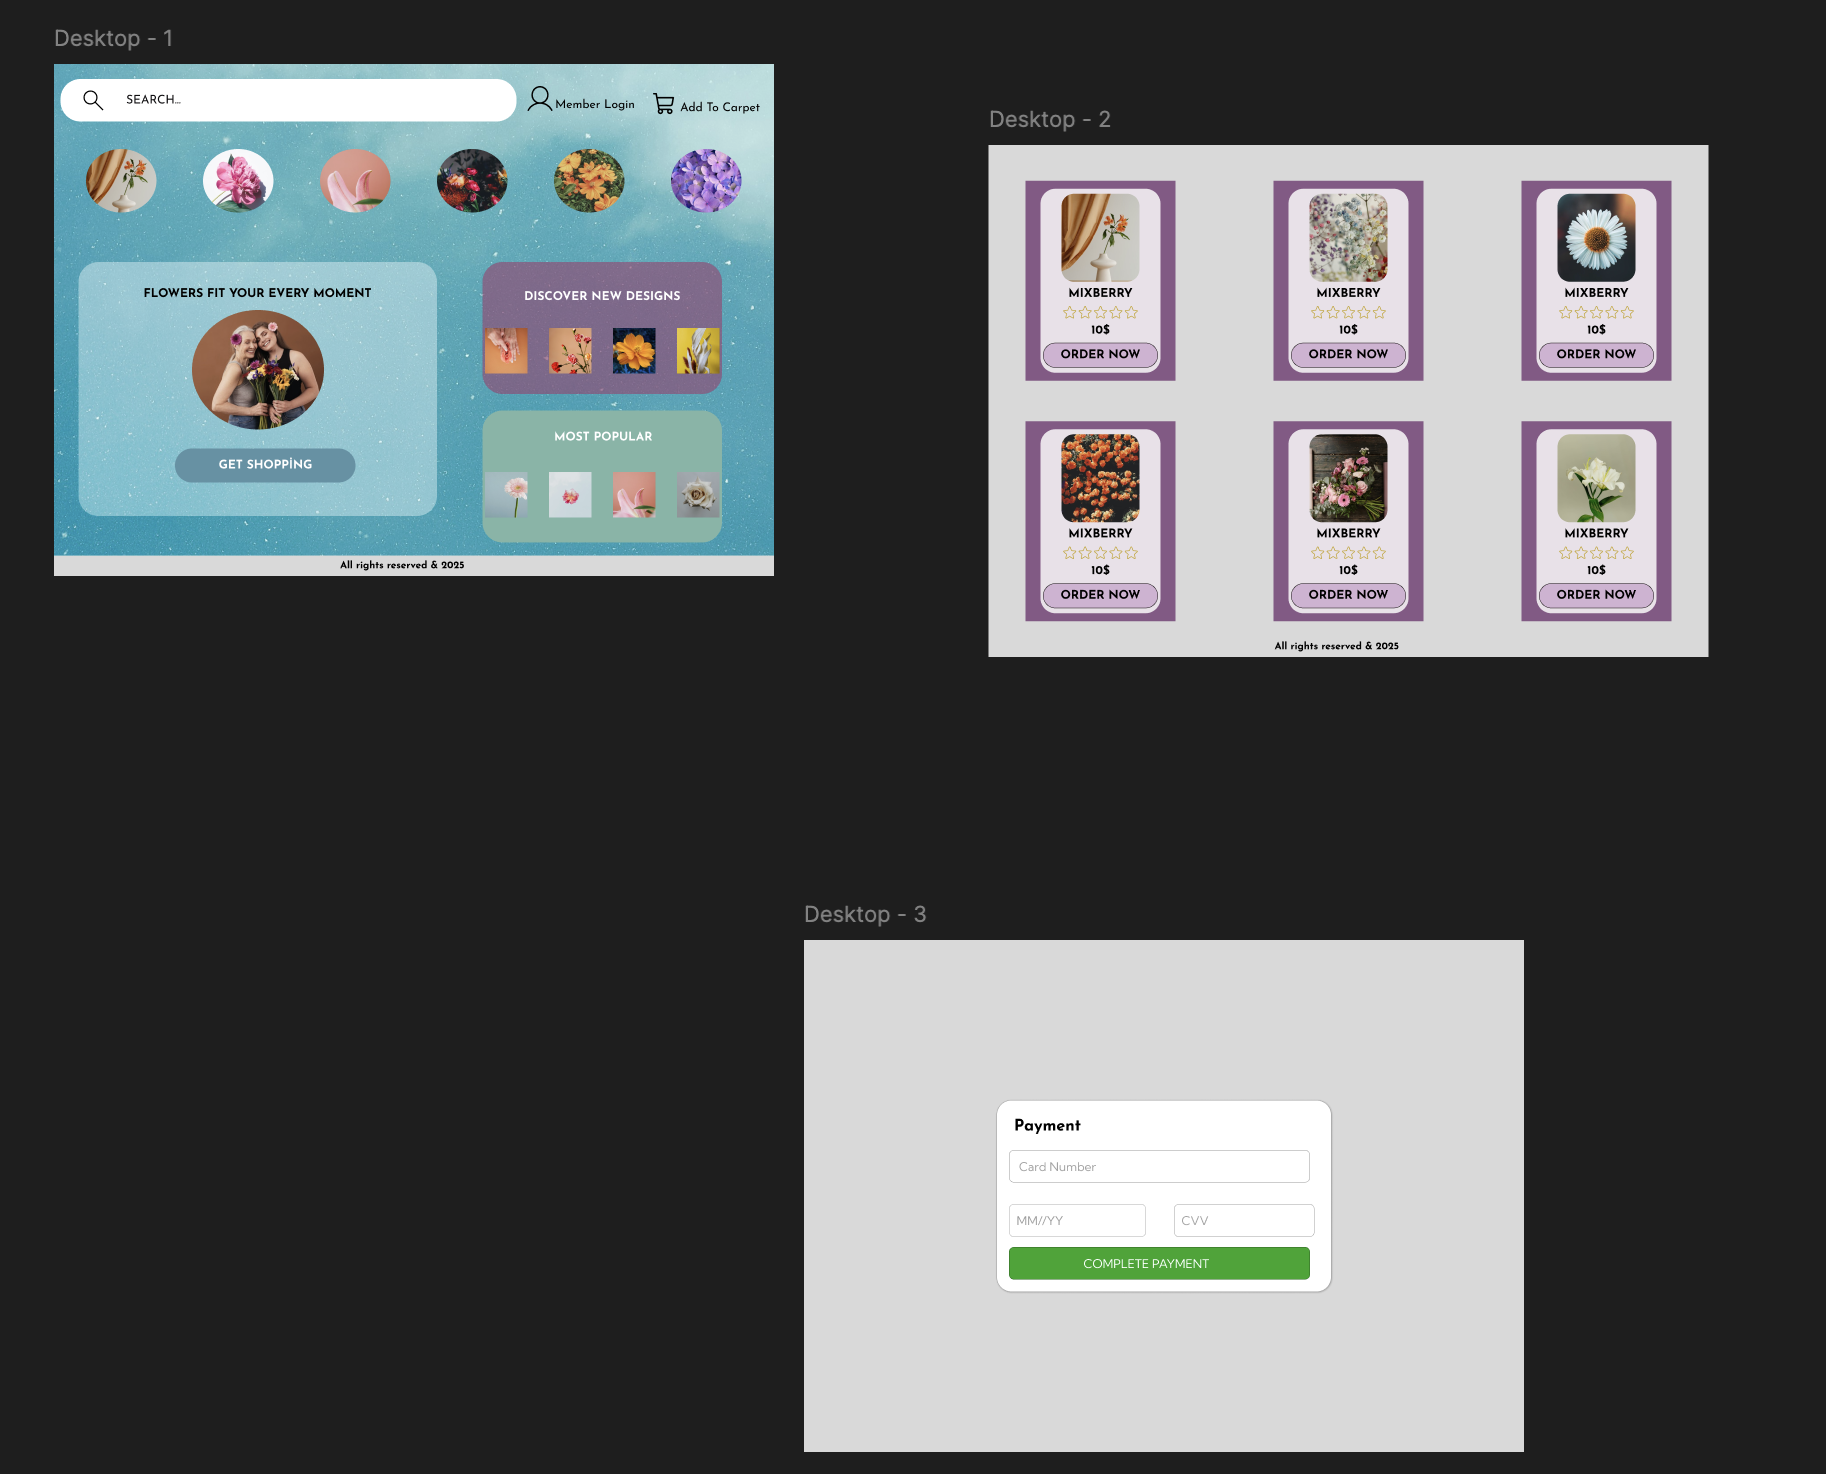 Desktop - 1
SEARCH...
Member Login
Add To Carpet
FLOWERS FIT YOUR EVERY MOMENT
GET SHOPPİNG
DISCOVER NEW DESIGNS
MOST POPULAR
All rights reserved & 2025
Desktop - 2
MIXBERRY
10$
ORDER NOW
MIXBERRY
10$
ORDER NOW
MIXBERRY
10$
ORDER NOW
MIXBERRY
10$
ORDER NOW
MIXBERRY
10$
ORDER NOW
MIXBERRY
10$
ORDER NOW
All rights reserved & 2025
Desktop - 3
Payment
Card Number
MM//YY
CVV
COMPLETE PAYMENT